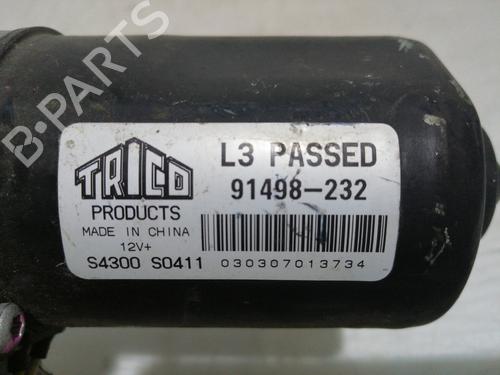 B-PARTS
TRICO
PRODUCTS
MADE IN CHINA
12V+
S4300 S0411
L3 PASSED
91498-232
030307013734